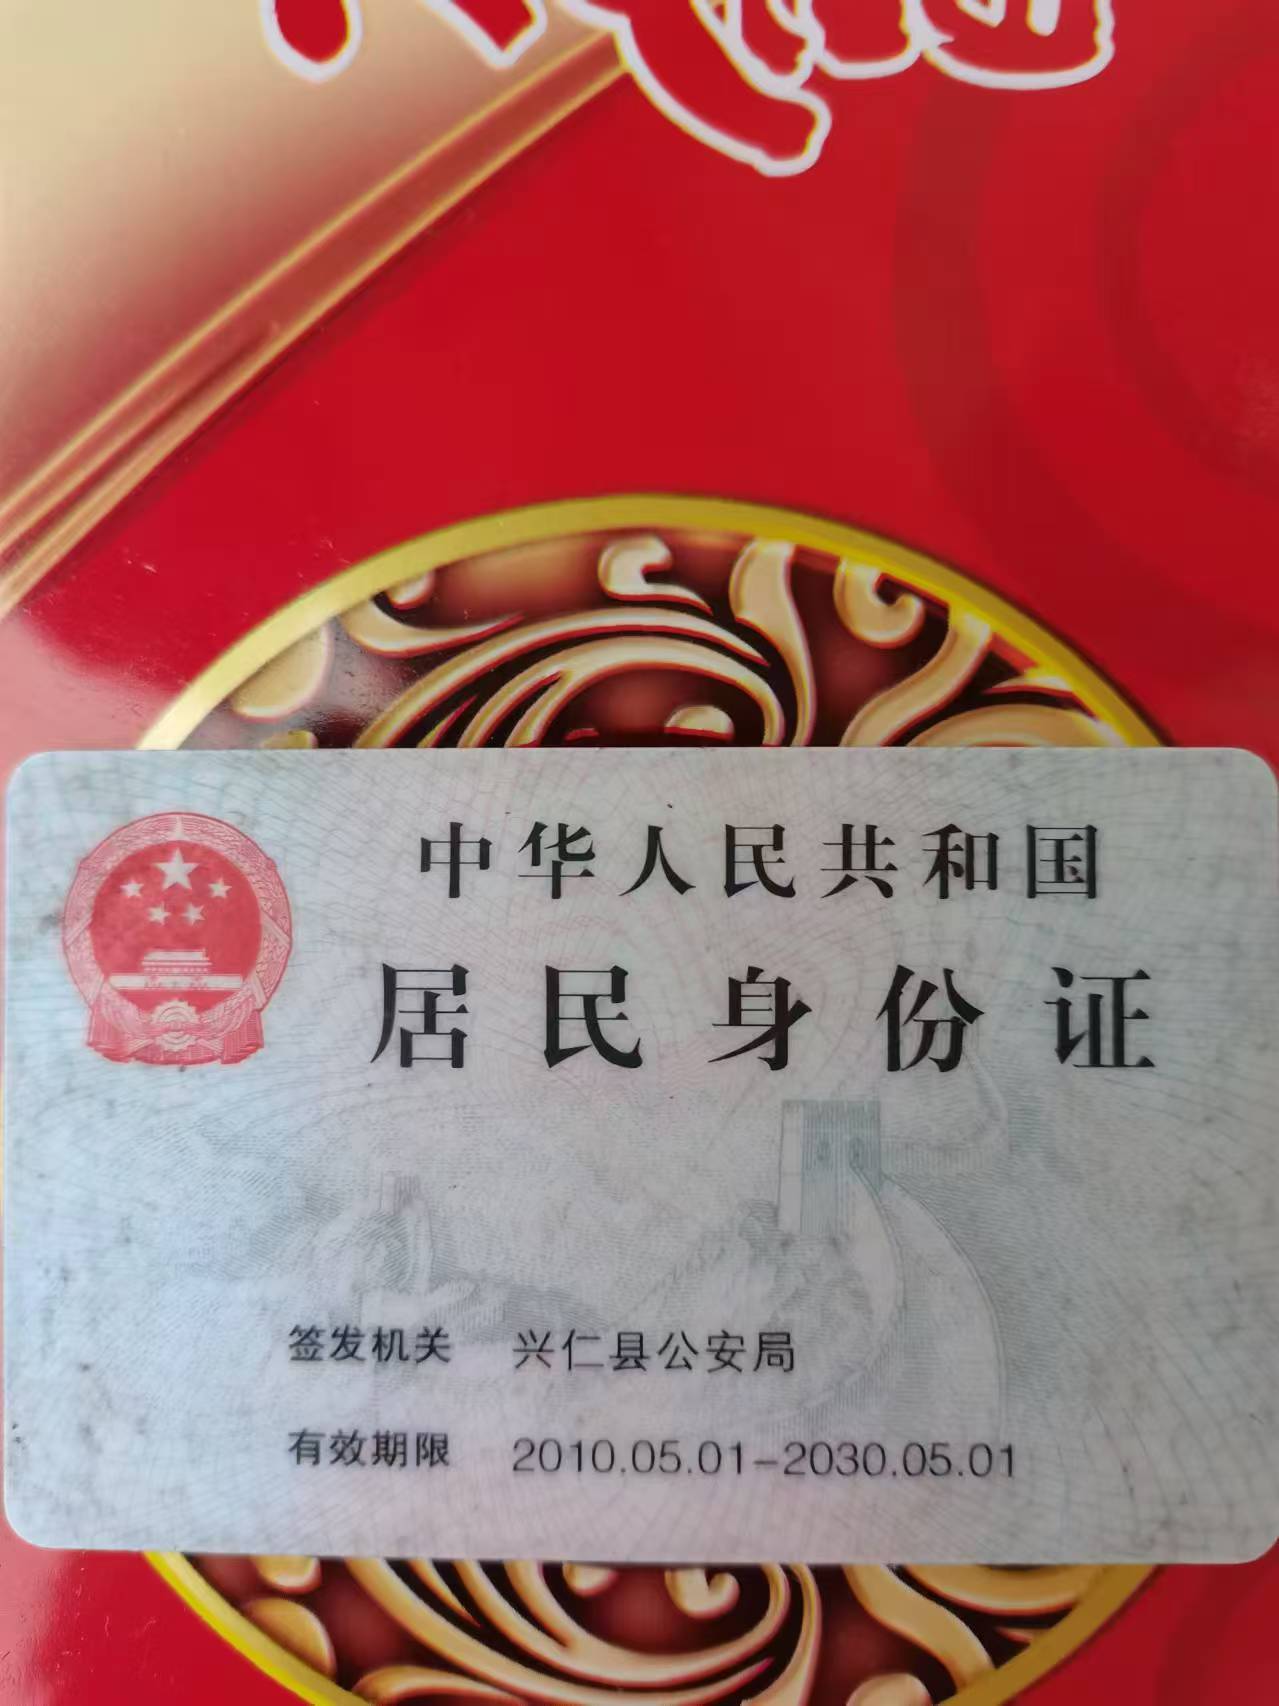 中华人民共和国
居民身份证
签发机关 兴仁县公安局
有效期限 2010.05.01-2030.05.01